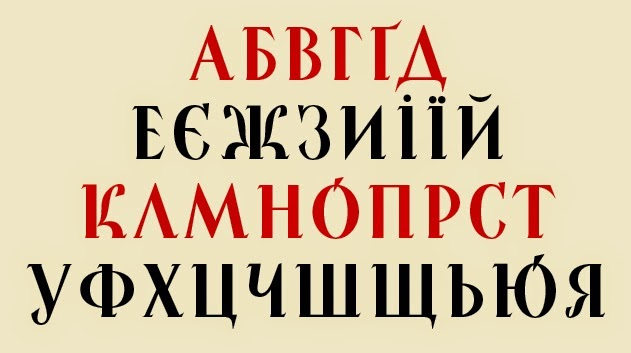 АБВГҐД
ЕЄЖЗИІЇЙ
КЛМНОПРСТ
УФХЦЧШЩЬЮЯ